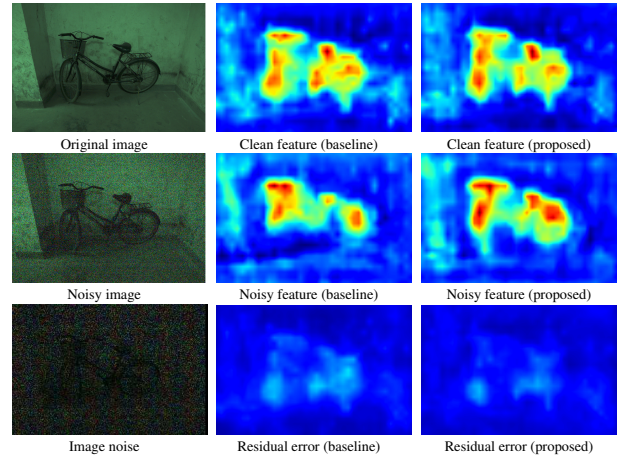 Original image
Clean feature (baseline)
Clean feature (proposed)
Noisy image
Noisy feature (baseline)
Noisy feature (proposed)
Image noise
Residual error (baseline)
Residual error (proposed)